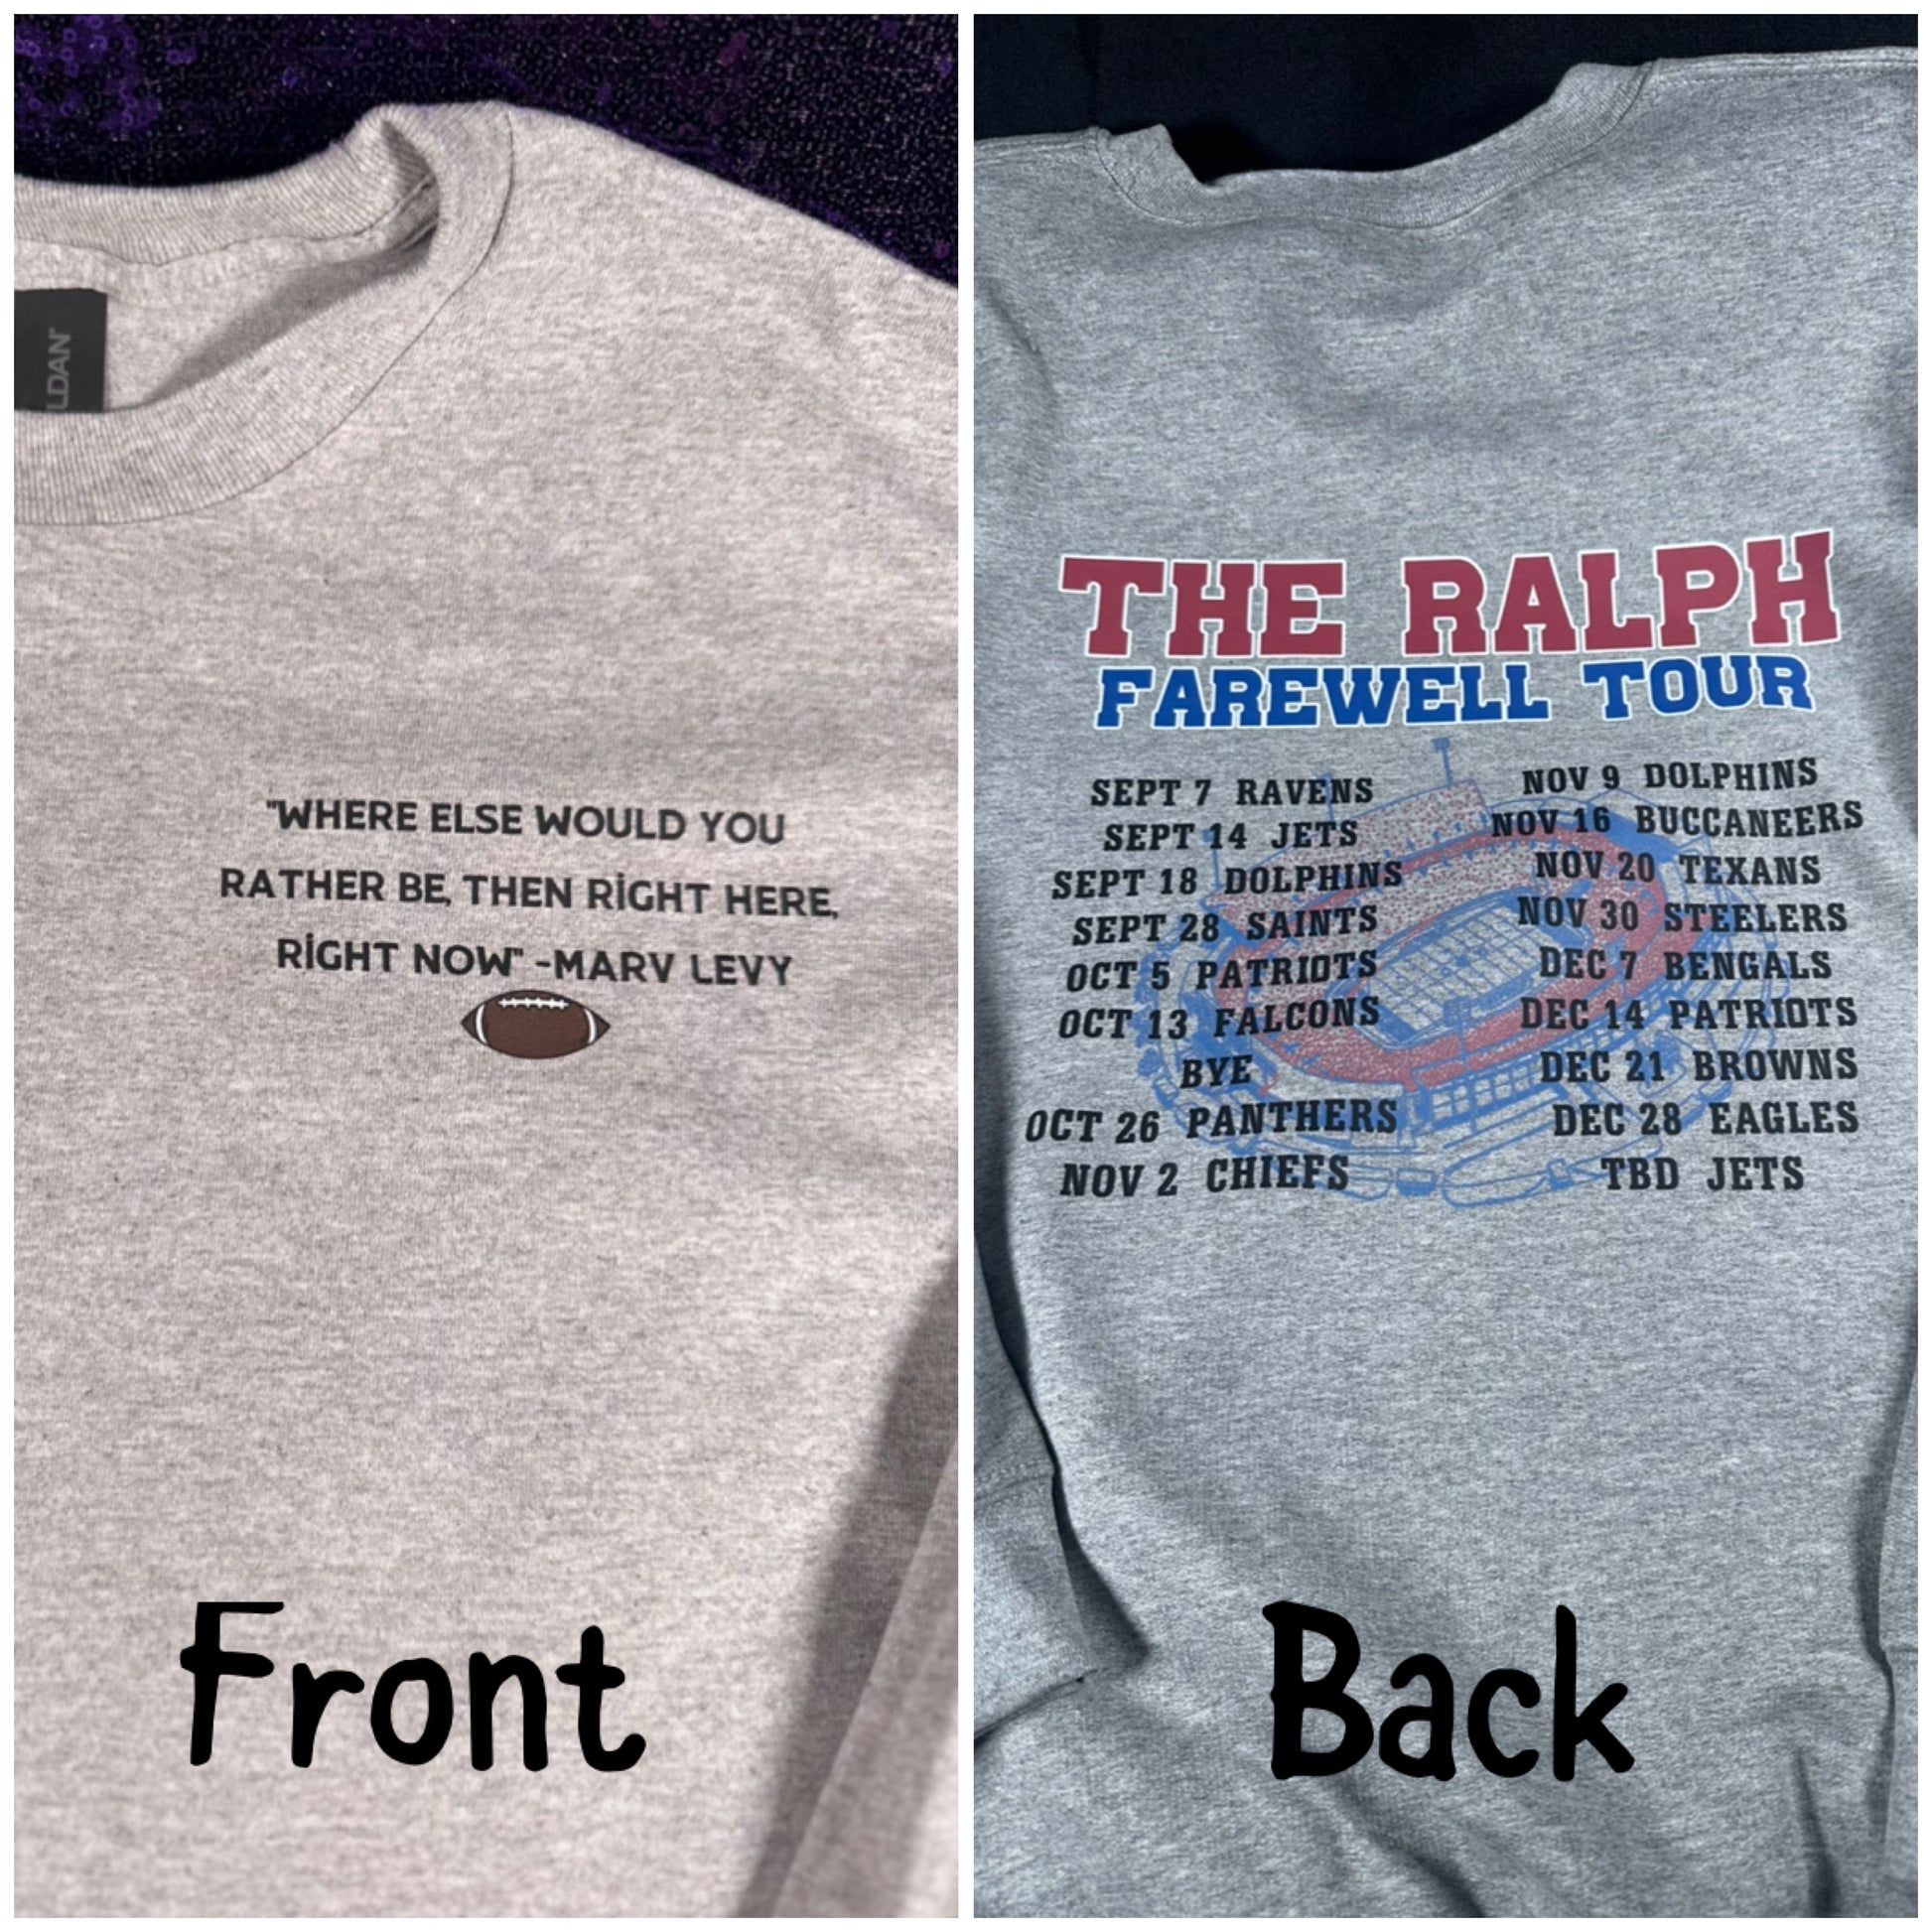 LDAN
"WHERE ELSE WOULD YOU
RATHER BE, THEN RIGHT HERE,
RIGHT NOW" -MARV LEVY
Front
THE RALPH
FAREWELL TOUR
SEPT 7 RAVENS
SEPT 14 JETS
SEPT 18 DOLPHINS
SEPT 28 SAINTS
OCT 5 PATRIOTS
OCT 13 FALCONS
BYE
OCT 26 PANTHERS
NOV 2 CHIEFS
NOV 9 DOLPHINS
NOV 16 BUCCANEERS
NOV 20 TEXANS
NOV 30 STEELERS
DEC 7 BENGALS
DEC 14 PATRIOTS
DEC 21 BROWNS
DEC 28 EAGLES
TBD JETS
Back